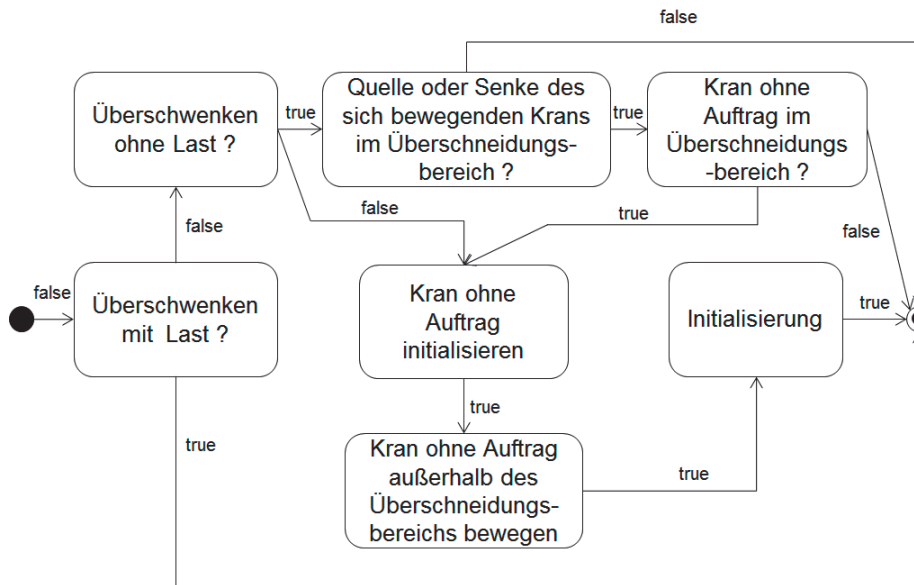 false
Überschwenken
ohne Last ?
true
Quelle oder Senke des
sich bewegenden Krans
im Überschneidungs-
bereich ?
true
Kran ohne
Auftrag im
Überschneidungs
-bereich ?
false
true
false
false
false
Überschwenken
mit Last ?
Kran ohne
Auftrag
initialisieren
Initialisierung
true
true
true
Kran ohne Auftrag
außerhalb des
Überschneidungs-
bereichs bewegen
true